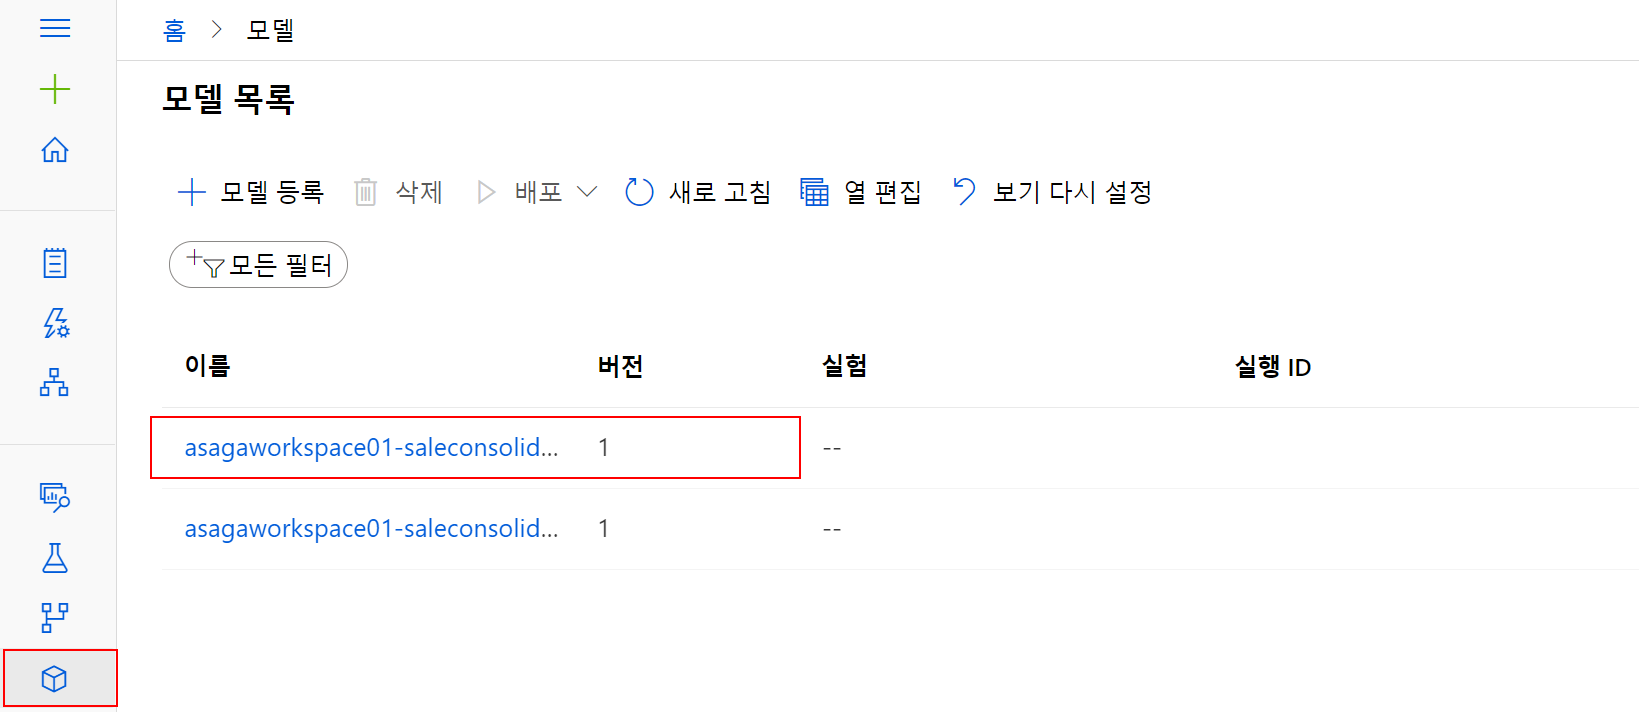 홈 > 모델
모델 목록
모델 등록 삭제 배포 새로 고침 열 편집 보기 다시 설정
모든 필터
이름 버전 실험 실행 ID
asagaworkspace01-saleconsolid... 1 --
asagaworkspace01-saleconsolid... 1 --